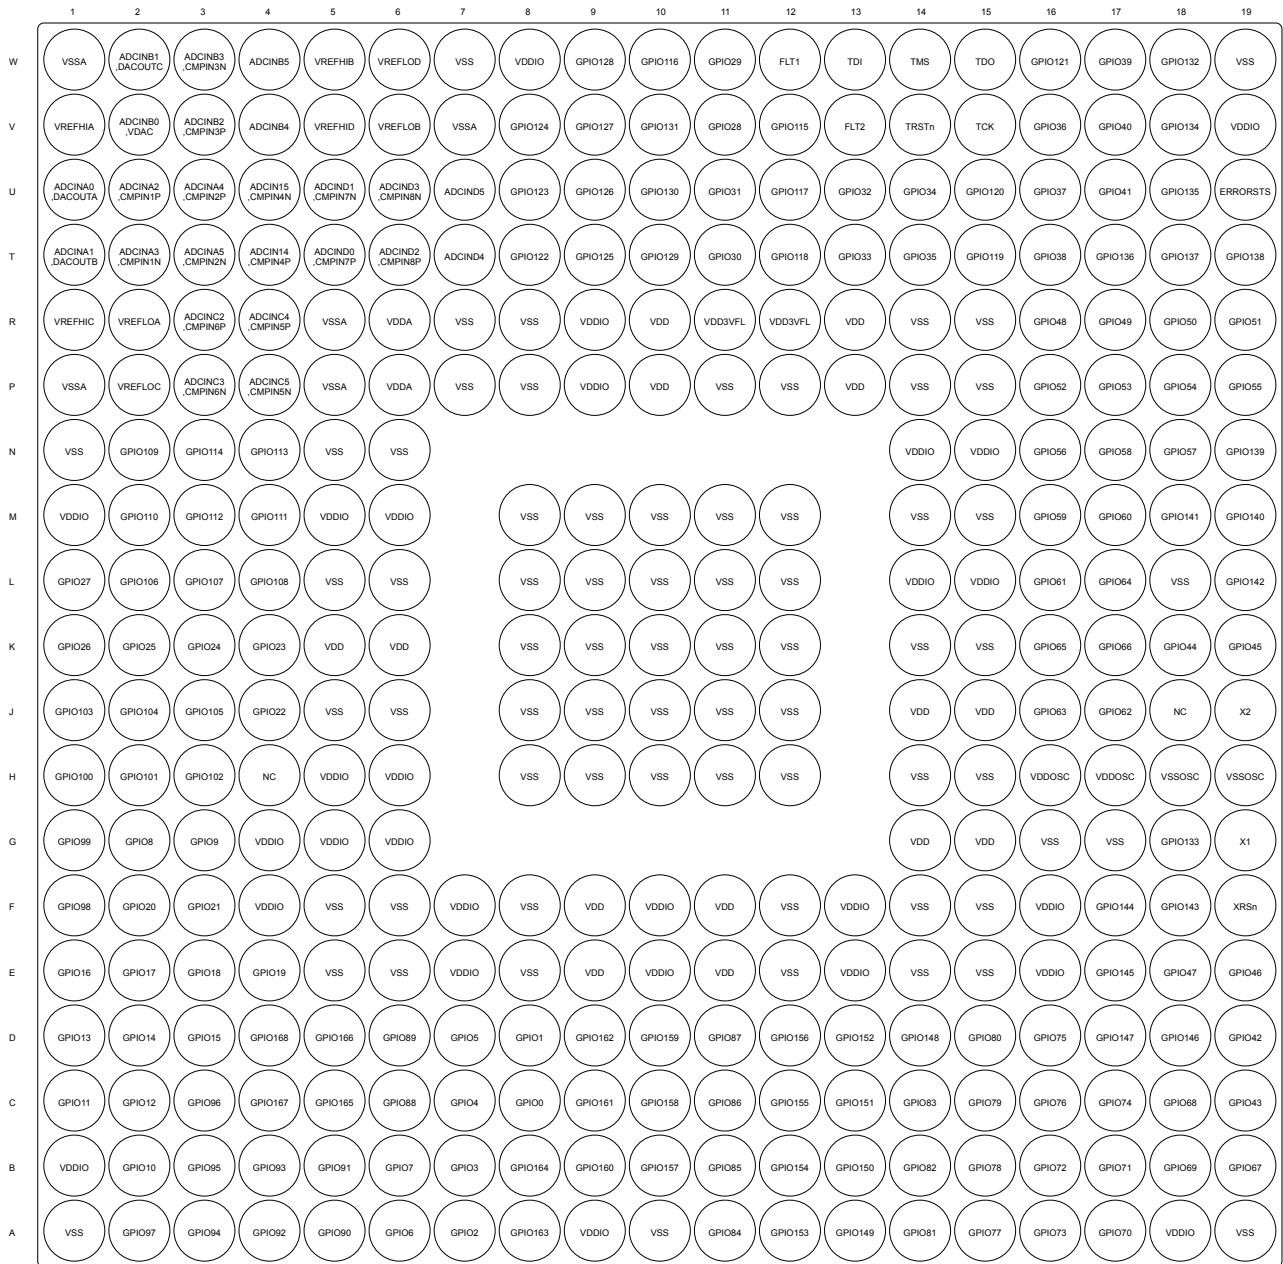 1 2 3 4 5 6 7 8 9 10 11 12 13 14 15 16 17 18 19
W VSSA ADCINB1,DACOUTC ADCINB3,CMPIN3N ADCINB5 VREFHIB VREFLOD VSS VDDIO GPIO128 GPIO116 GPIO29 FLT1 TDI TMS TDO GPIO121 GPIO39 GPIO132 VSS
V VREFHIA ADCINB0,VDAC ADCINB2,CMPIN3P ADCINB4 VREFHID VREFLOB VSSA GPIO124 GPIO127 GPIO131 GPIO28 GPIO115 FLT2 TRSTn TCK GPIO36 GPIO40 GPIO134 VDDIO
U ADCINA0,DACOUTA ADCINA2,CMPIN1P ADCINA4,CMPIN2P ADCIN15,CMPIN4N ADCIND1,CMPIN7N ADCIND3,CMPIN8N ADCIND5 GPIO123 GPIO126 GPIO130 GPIO31 GPIO117 GPIO32 GPIO34 GPIO120 GPIO37 GPIO41 GPIO135 ERRORSTS
T ADCINA1,DACOUTB ADCINA3,CMPIN1N ADCINA5,CMPIN2N ADCIN14,CMPIN4P ADCIND0,CMPIN7P ADCIND2,CMPIN8P ADCIND4 GPIO122 GPIO125 GPIO129 GPIO30 GPIO118 GPIO33 GPIO35 GPIO119 GPIO38 GPIO136 GPIO137 GPIO138
R VREFHIC VREFLOA ADCINC2,CMPIN6P ADCINC4,CMPIN5P VSSA VDDA VSS VSS VDDIO VDD VDD3VFL VDD3VFL VDD VSS VSS GPIO48 GPIO49 GPIO50 GPIO51
P VSSA VREFLOC ADCINC3,CMPIN6N ADCINC5,CMPIN5N VSSA VDDA VSS VSS VDDIO VDD VSS VSS VDD VSS VSS GPIO52 GPIO53 GPIO54 GPIO55
N VSS GPIO109 GPIO114 GPIO113 VSS VSS VDDIO VDDIO GPIO56 GPIO58 GPIO57 GPIO139
M VDDIO GPIO110 GPIO112 GPIO111 VDDIO VDDIO VSS VSS VSS VSS VSS VSS VSS GPIO59 GPIO60 GPIO141 GPIO140
L GPIO27 GPIO106 GPIO107 GPIO108 VSS VSS VSS VSS VSS VSS VSS VDDIO VDDIO GPIO61 GPIO64 VSS GPIO142
K GPIO26 GPIO25 GPIO24 GPIO23 VDD VDD VSS VSS VSS VSS VSS VSS VSS GPIO65 GPIO66 GPIO44 GPIO45
J GPIO103 GPIO104 GPIO105 GPIO22 VSS VSS VSS VSS VSS VSS VSS VDD VDD GPIO63 GPIO62 NC X2
H GPIO100 GPIO101 GPIO102 NC VDDIO VDDIO VSS VSS VSS VSS VSS VSS VSS VDDOSC VDDOSC VSSOSC VSSOSC
G GPIO99 GPIO8 GPIO9 VDDIO VDDIO VDDIO VDD VDD VSS VSS GPIO133 X1
F GPIO98 GPIO20 GPIO21 VDDIO VSS VSS VDDIO VSS VDD VDDIO VDD VSS VDDIO VSS VSS VDDIO GPIO144 GPIO143 XRSn
E GPIO16 GPIO17 GPIO18 GPIO19 VSS VSS VDDIO VSS VDD VDDIO VDD VSS VDDIO VSS VSS VDDIO GPIO145 GPIO47 GPIO46
D GPIO13 GPIO14 GPIO15 GPIO168 GPIO166 GPIO89 GPIO5 GPIO1 GPIO162 GPIO159 GPIO87 GPIO156 GPIO152 GPIO148 GPIO80 GPIO75 GPIO147 GPIO146 GPIO42
C GPIO11 GPIO12 GPIO96 GPIO167 GPIO165 GPIO88 GPIO4 GPIO0 GPIO161 GPIO158 GPIO86 GPIO155 GPIO151 GPIO83 GPIO79 GPIO76 GPIO74 GPIO68 GPIO43
B VDDIO GPIO10 GPIO95 GPIO93 GPIO91 GPIO7 GPIO3 GPIO164 GPIO160 GPIO157 GPIO85 GPIO154 GPIO150 GPIO82 GPIO78 GPIO72 GPIO71 GPIO69 GPIO67
A VSS GPIO97 GPIO94 GPIO92 GPIO90 GPIO6 GPIO2 GPIO163 VDDIO VSS GPIO84 GPIO153 GPIO149 GPIO81 GPIO77 GPIO73 GPIO70 VDDIO VSS